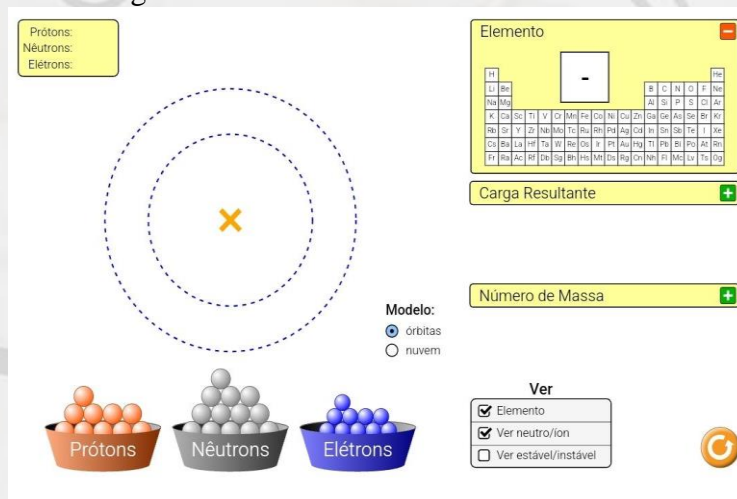 Prótons:
Nêutrons:
Elétrons:
Elemento
-
H He
Li Be B C N O F Ne
Na Mg Al Si P S Cl Ar
K Ca Sc Ti V Cr Mn Fe Co Ni Cu Zn Ga Ge As Se Br Kr
Rb Sr Y Zr Nb Mo Tc Ru Rh Pd Ag Cd In Sn Sb Te I Xe
Cs Ba La Hf Ta W Re Os Ir Pt Au Hg Tl Pb Bi Po At Rn
Fr Ra Ac Rf Db Sg Bh Hs Mt Ds Rg Cn Nh Fl Mc Lv Ts Og
Carga Resultante
Número de Massa
Modelo:
órbitas
nuvem
Prótons
Nêutrons
Elétrons
Ver
Elemento
Ver neutro/íon
Ver estável/instável